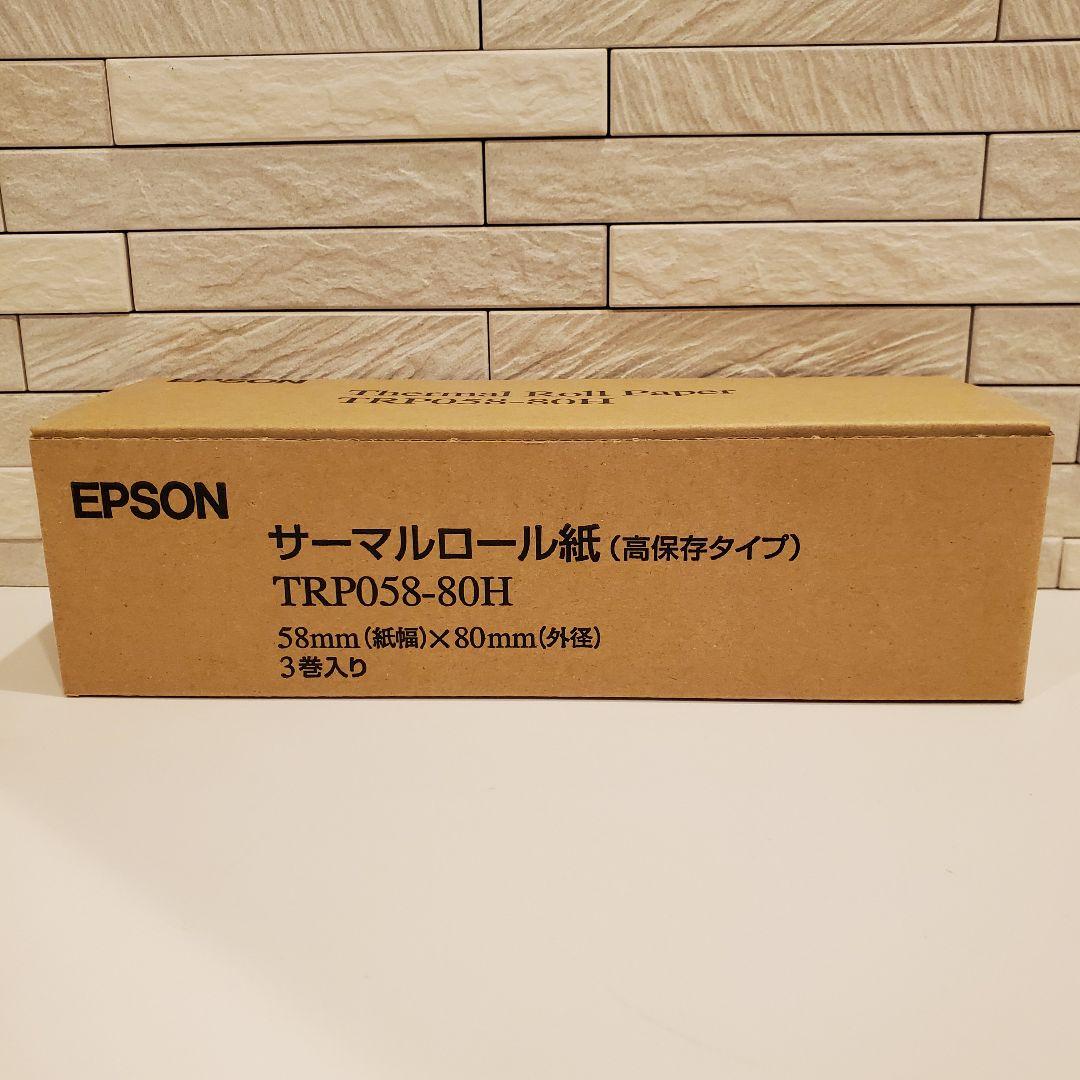 EPSON
Thermal Roll Paper
TRP058-80H
EPSON
サーマルロール紙(高保存タイプ)
TRP058-80H
58mm(紙幅)×80mm(外径)
3巻入り